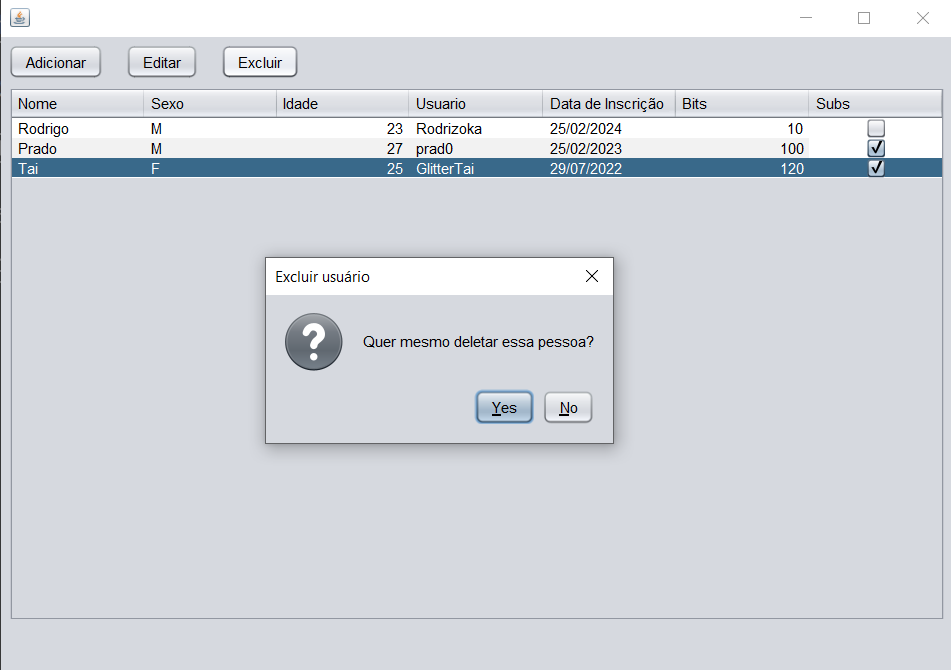 Adicionar Editar Excluir
Nome Sexo Idade Usuario Data de Inscrição Bits Subs
Rodrigo M 23 Rodrizoka 25/02/2024 10
Prado M 27 prad0 25/02/2023 100
Tai F 25 GlitterTai 29/07/2022 120
Excluir usuário
Quer mesmo deletar essa pessoa?
Yes No